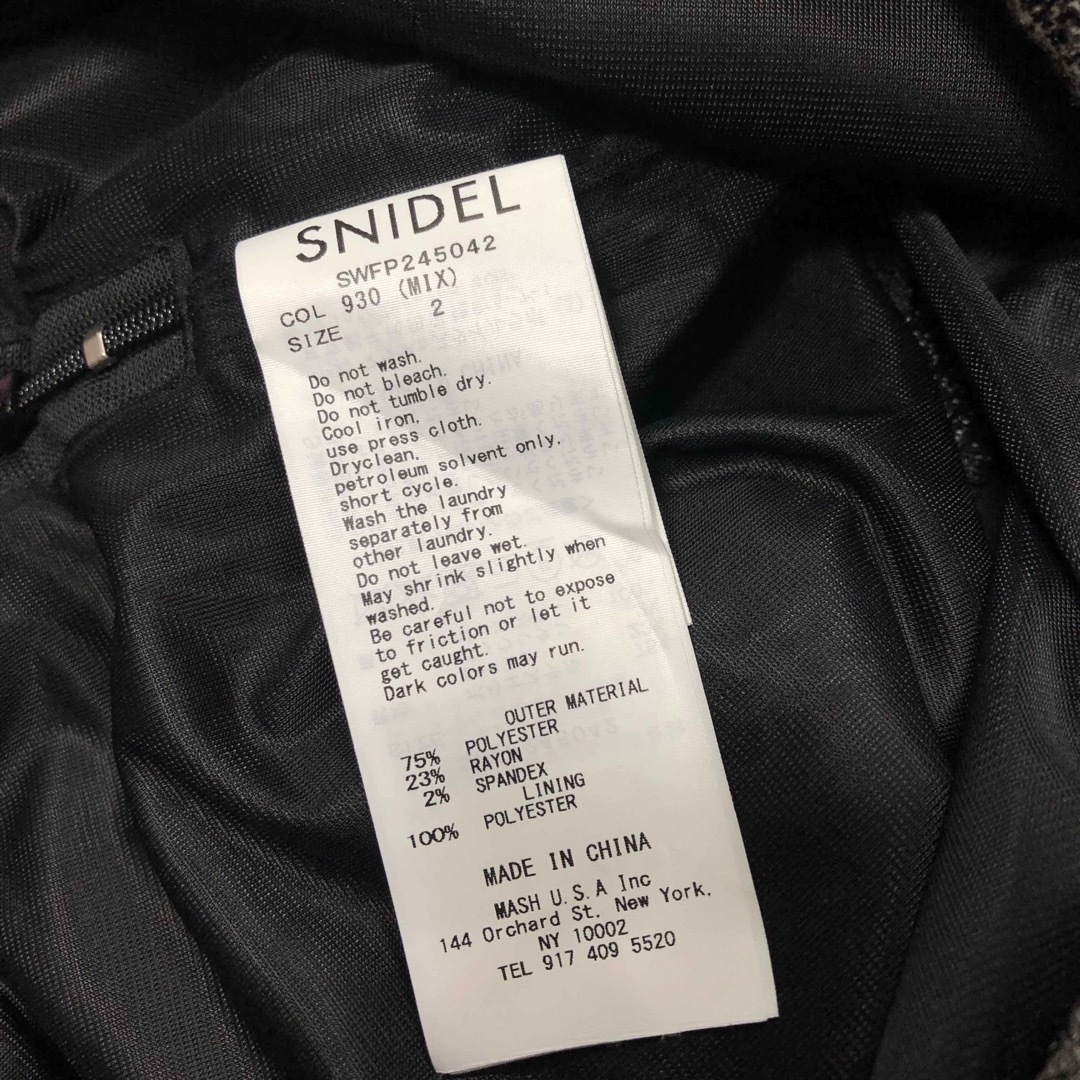 SNIDEL
SWFP245042
COL 930 (MIX)
SIZE 2
Do not wash.
Do not bleach.
Do not tumble dry.
Cool iron,
use press cloth.
Dryclean,
petroleum solvent only.
short cycle.
Wash the laundry
separately from
other laundry.
Do not leave wet.
May shrink slightly when
washed.
Be careful not to expose
to friction or let it
get caught.
Dark colors may run.
OUTER MATERIAL
75% POLYESTER
23% RAYON
2% SPANDEX
LINING
100% POLYESTER
MADE IN CHINA
MASH U.S.A Inc
144 Orchard St. New York,
NY 10002
TEL 917 409 5520